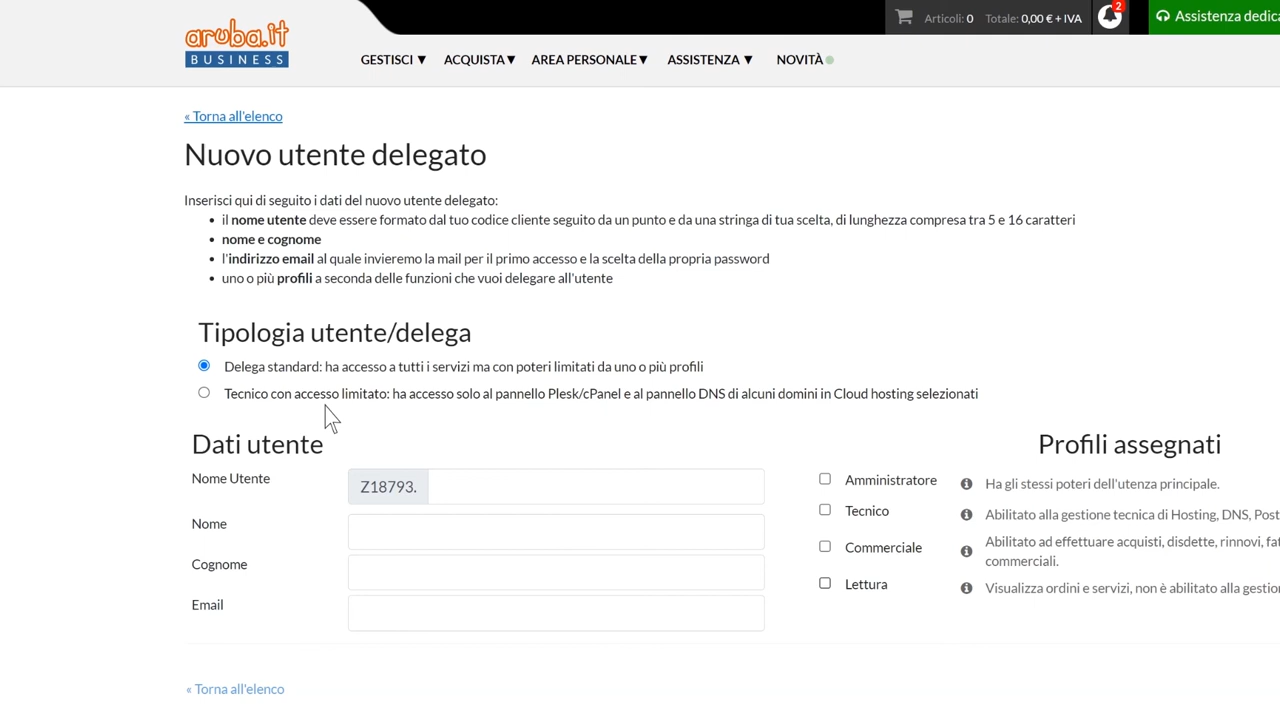 aruba.it
BUSINESS
Articoli: 0 Totale: 0,00 € + IVA
2
Assistenza
GESTISCI ▼ ACQUISTA ▼ AREA PERSONALE ▼ ASSISTENZA ▼ NOVITÀ
« Torna all'elenco
Nuovo utente delegato
Inserisci qui di seguito i dati del nuovo utente delegato:
• il nome utente deve essere formato dal tuo codice cliente seguito da un punto e da una stringa di tua scelta, di lunghezza compresa tra 5 e 16 caratteri
• nome e cognome
• l'indirizzo email al quale invieremo la mail per il primo accesso e la scelta della propria password
• uno o più profili a seconda delle funzioni che vuoi delegare all'utente
Tipologia utente/delega
Delega standard: ha accesso a tutti i servizi ma con poteri limitati da uno o più profili
Tecnico con accesso limitato: ha accesso solo al pannello Plesk/cPanel e al pannello DNS di alcuni domini in Cloud hosting selezionati
Dati utente
Nome Utente
Z18793.
Nome
Cognome
Email
Profili assegnati
Amministratore Ha gli stessi poteri dell'utenza principale.
Tecnico Abilitato alla gestione tecnica di Hosting, DNS, Post
Commerciale Abilitato ad effettuare acquisti, disdette, rinnovi, fat
commerciali.
Lettura Visualizza ordini e servizi, non è abilitato alla gestion
« Torna all'elenco